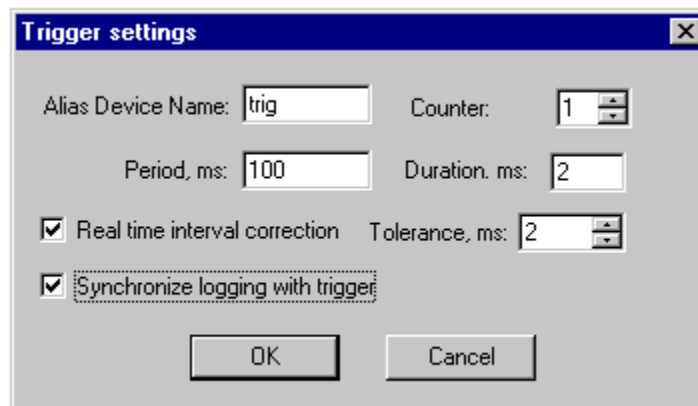 Trigger settings
Alias Device Name: trig Counter: 1
Period, ms: 100 Duration. ms: 2
Real time interval correction Tolerance, ms: 2
Synchronize logging with trigger
OK Cancel